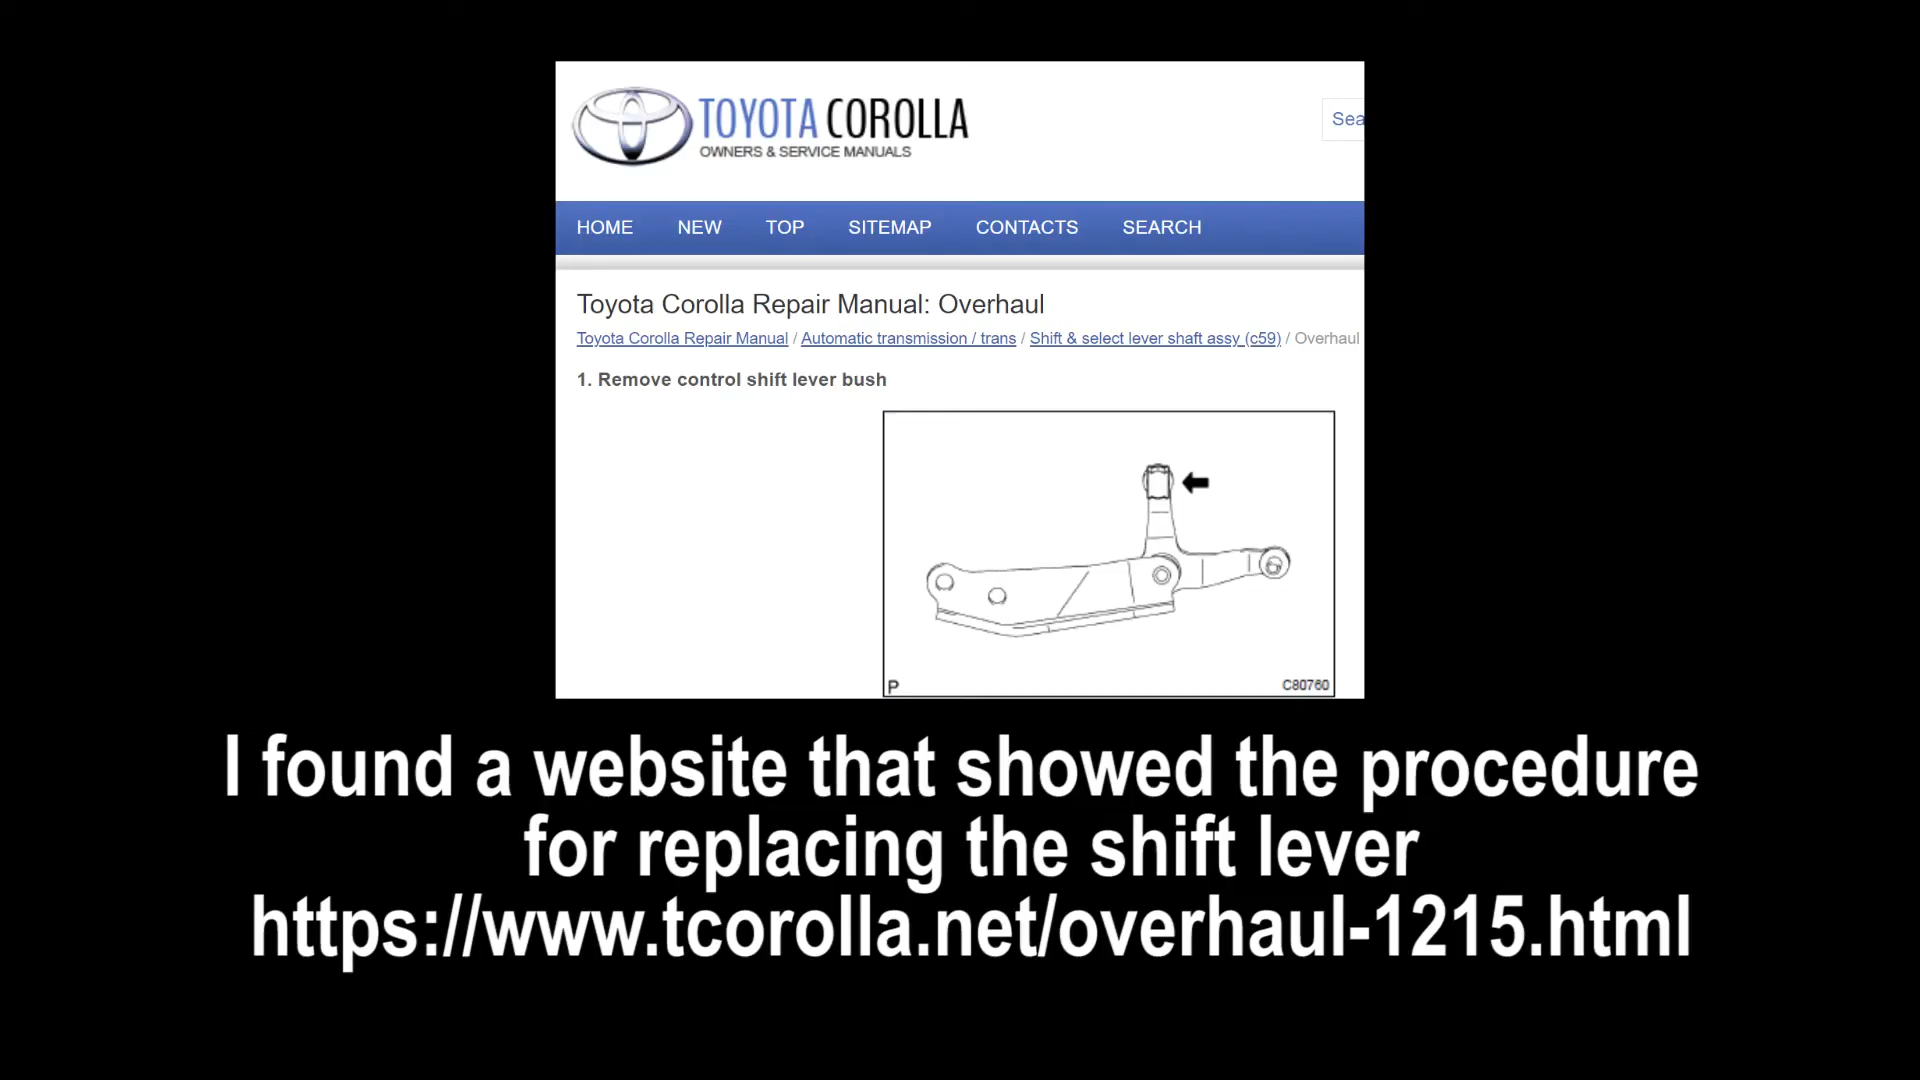 TOYOTA COROLLA
OWNERS & SERVICE MANUALS
Sea
HOME NEW TOP SITEMAP CONTACTS SEARCH
Toyota Corolla Repair Manual: Overhaul
Toyota Corolla Repair Manual / Automatic transmission / trans / Shift & select lever shaft assy (c59) / Overhaul
1. Remove control shift lever bush
P C80760
I found a website that showed the procedure
for replacing the shift lever
https://www.tcorolla.net/overhaul-1215.html